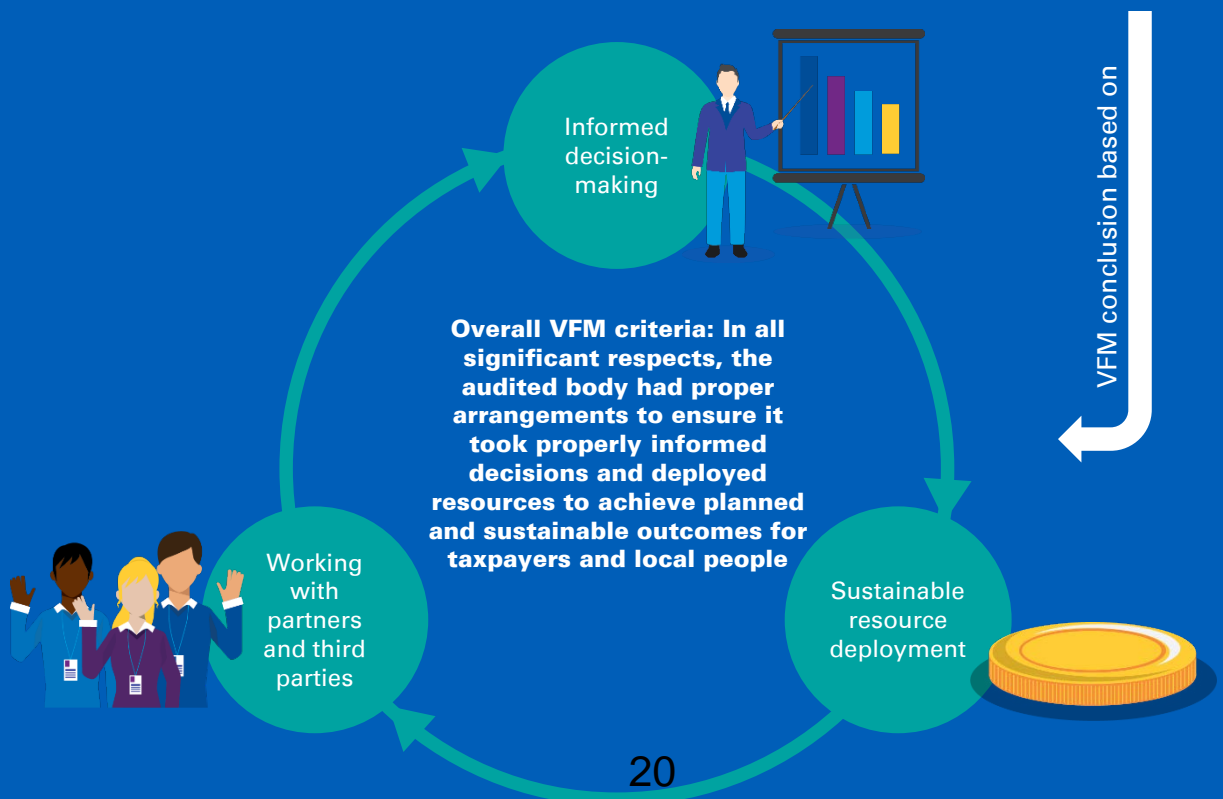 Informed
decision-
making
VFM conclusion based on
Overall VFM criteria: In all
significant respects, the
audited body had proper
arrangements to ensure it
took properly informed
decisions and deployed
resources to achieve planned
and sustainable outcomes for
taxpayers and local people
Working
with
partners
and third
parties
Sustainable
resource
deployment
20